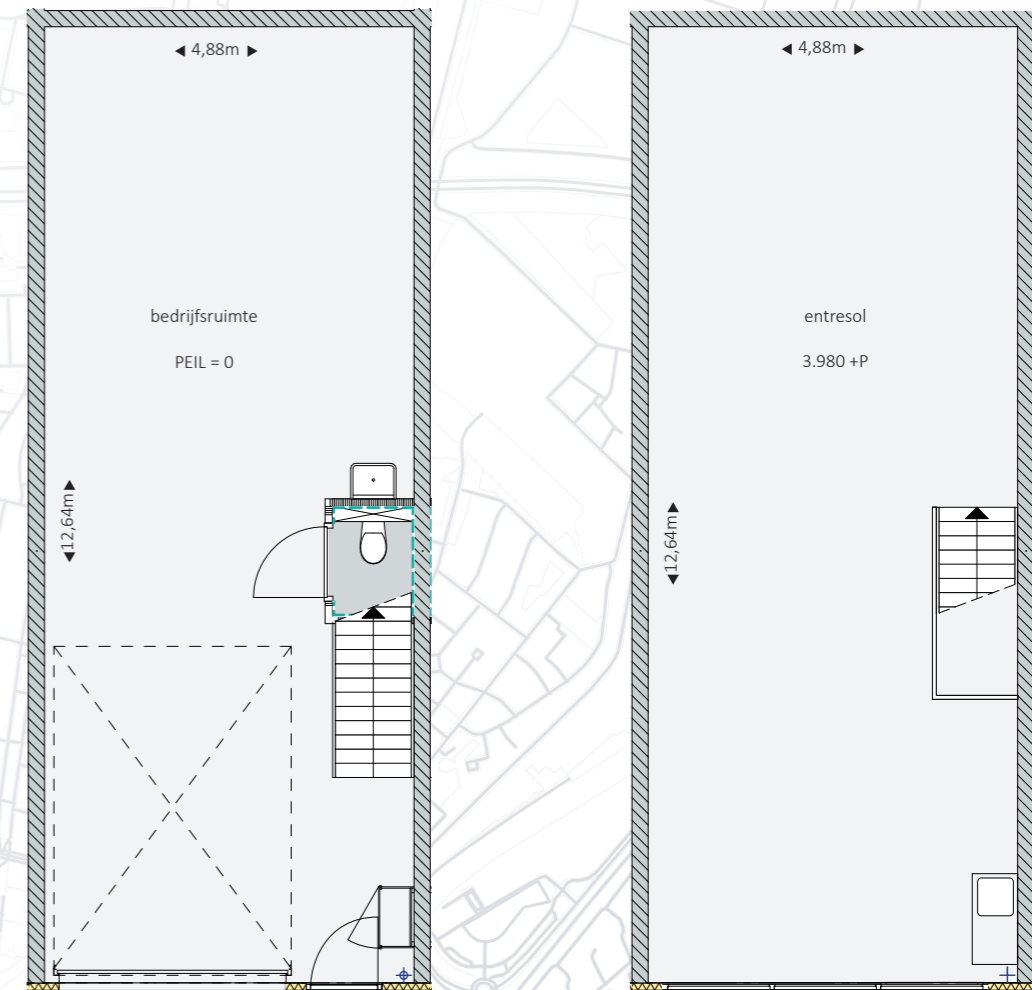 4,88m
bedrijfsruimte
PEIL = 0
12,64m
4,88m
entresol
3.980 +P
12,64m